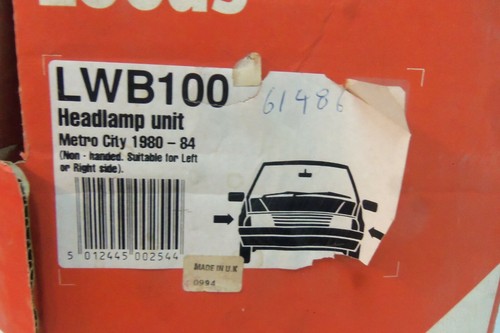 Lucas
LWB100
61486
Headlamp unit
Metro City 1980 - 84
(Non - handed. Suitable for Left
or Right side).
5 012445 002544
MADE IN U.K
0994